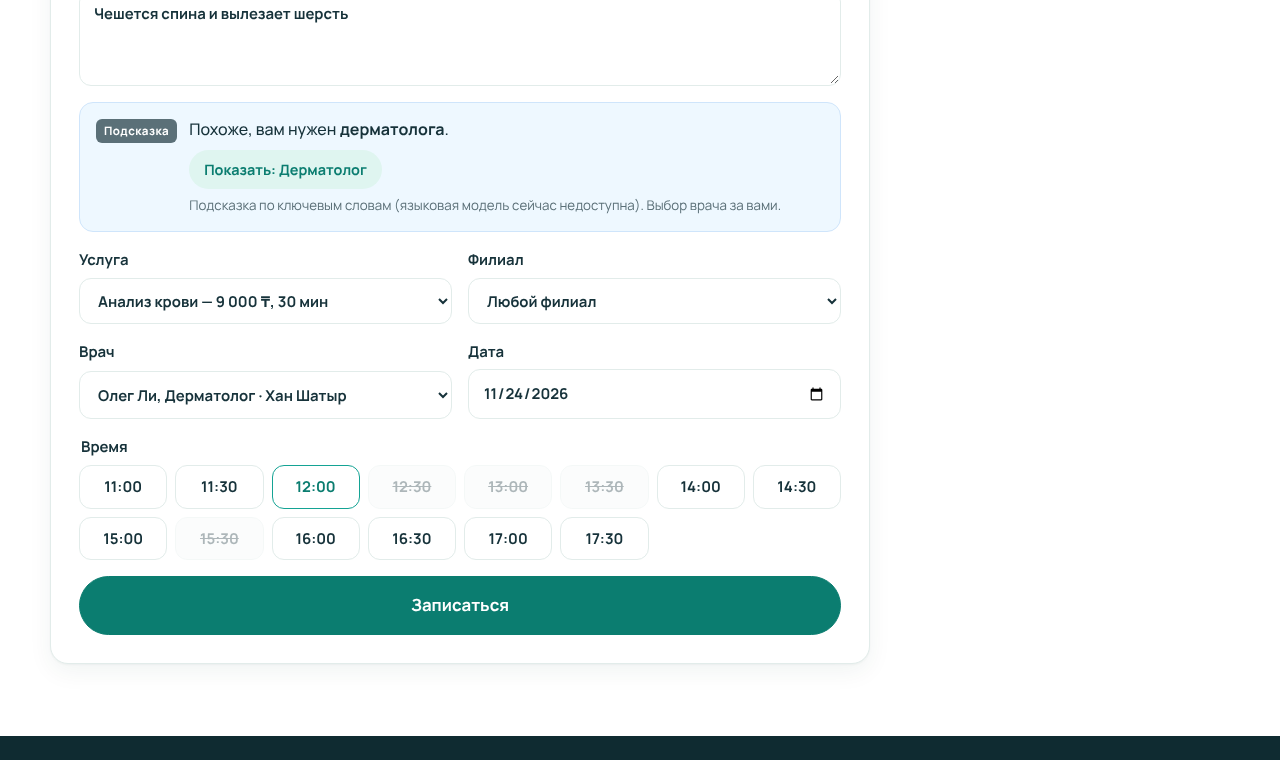 Чешется спина и вылезает шерсть
Подсказка Похоже, вам нужен дерматолога.
Показать: Дерматолог
Подсказка по ключевым словам (языковая модель сейчас недоступна). Выбор врача за вами.
Услуга Филиал
Анализ крови — 9 000 ₸, 30 мин Любой филиал
Врач Дата
Олег Ли, Дерматолог · Хан Шатыр 11/24/2026
Время
11:00 11:30 12:00 12:30 13:00 13:30 14:00 14:30
15:00 15:30 16:00 16:30 17:00 17:30
Записаться